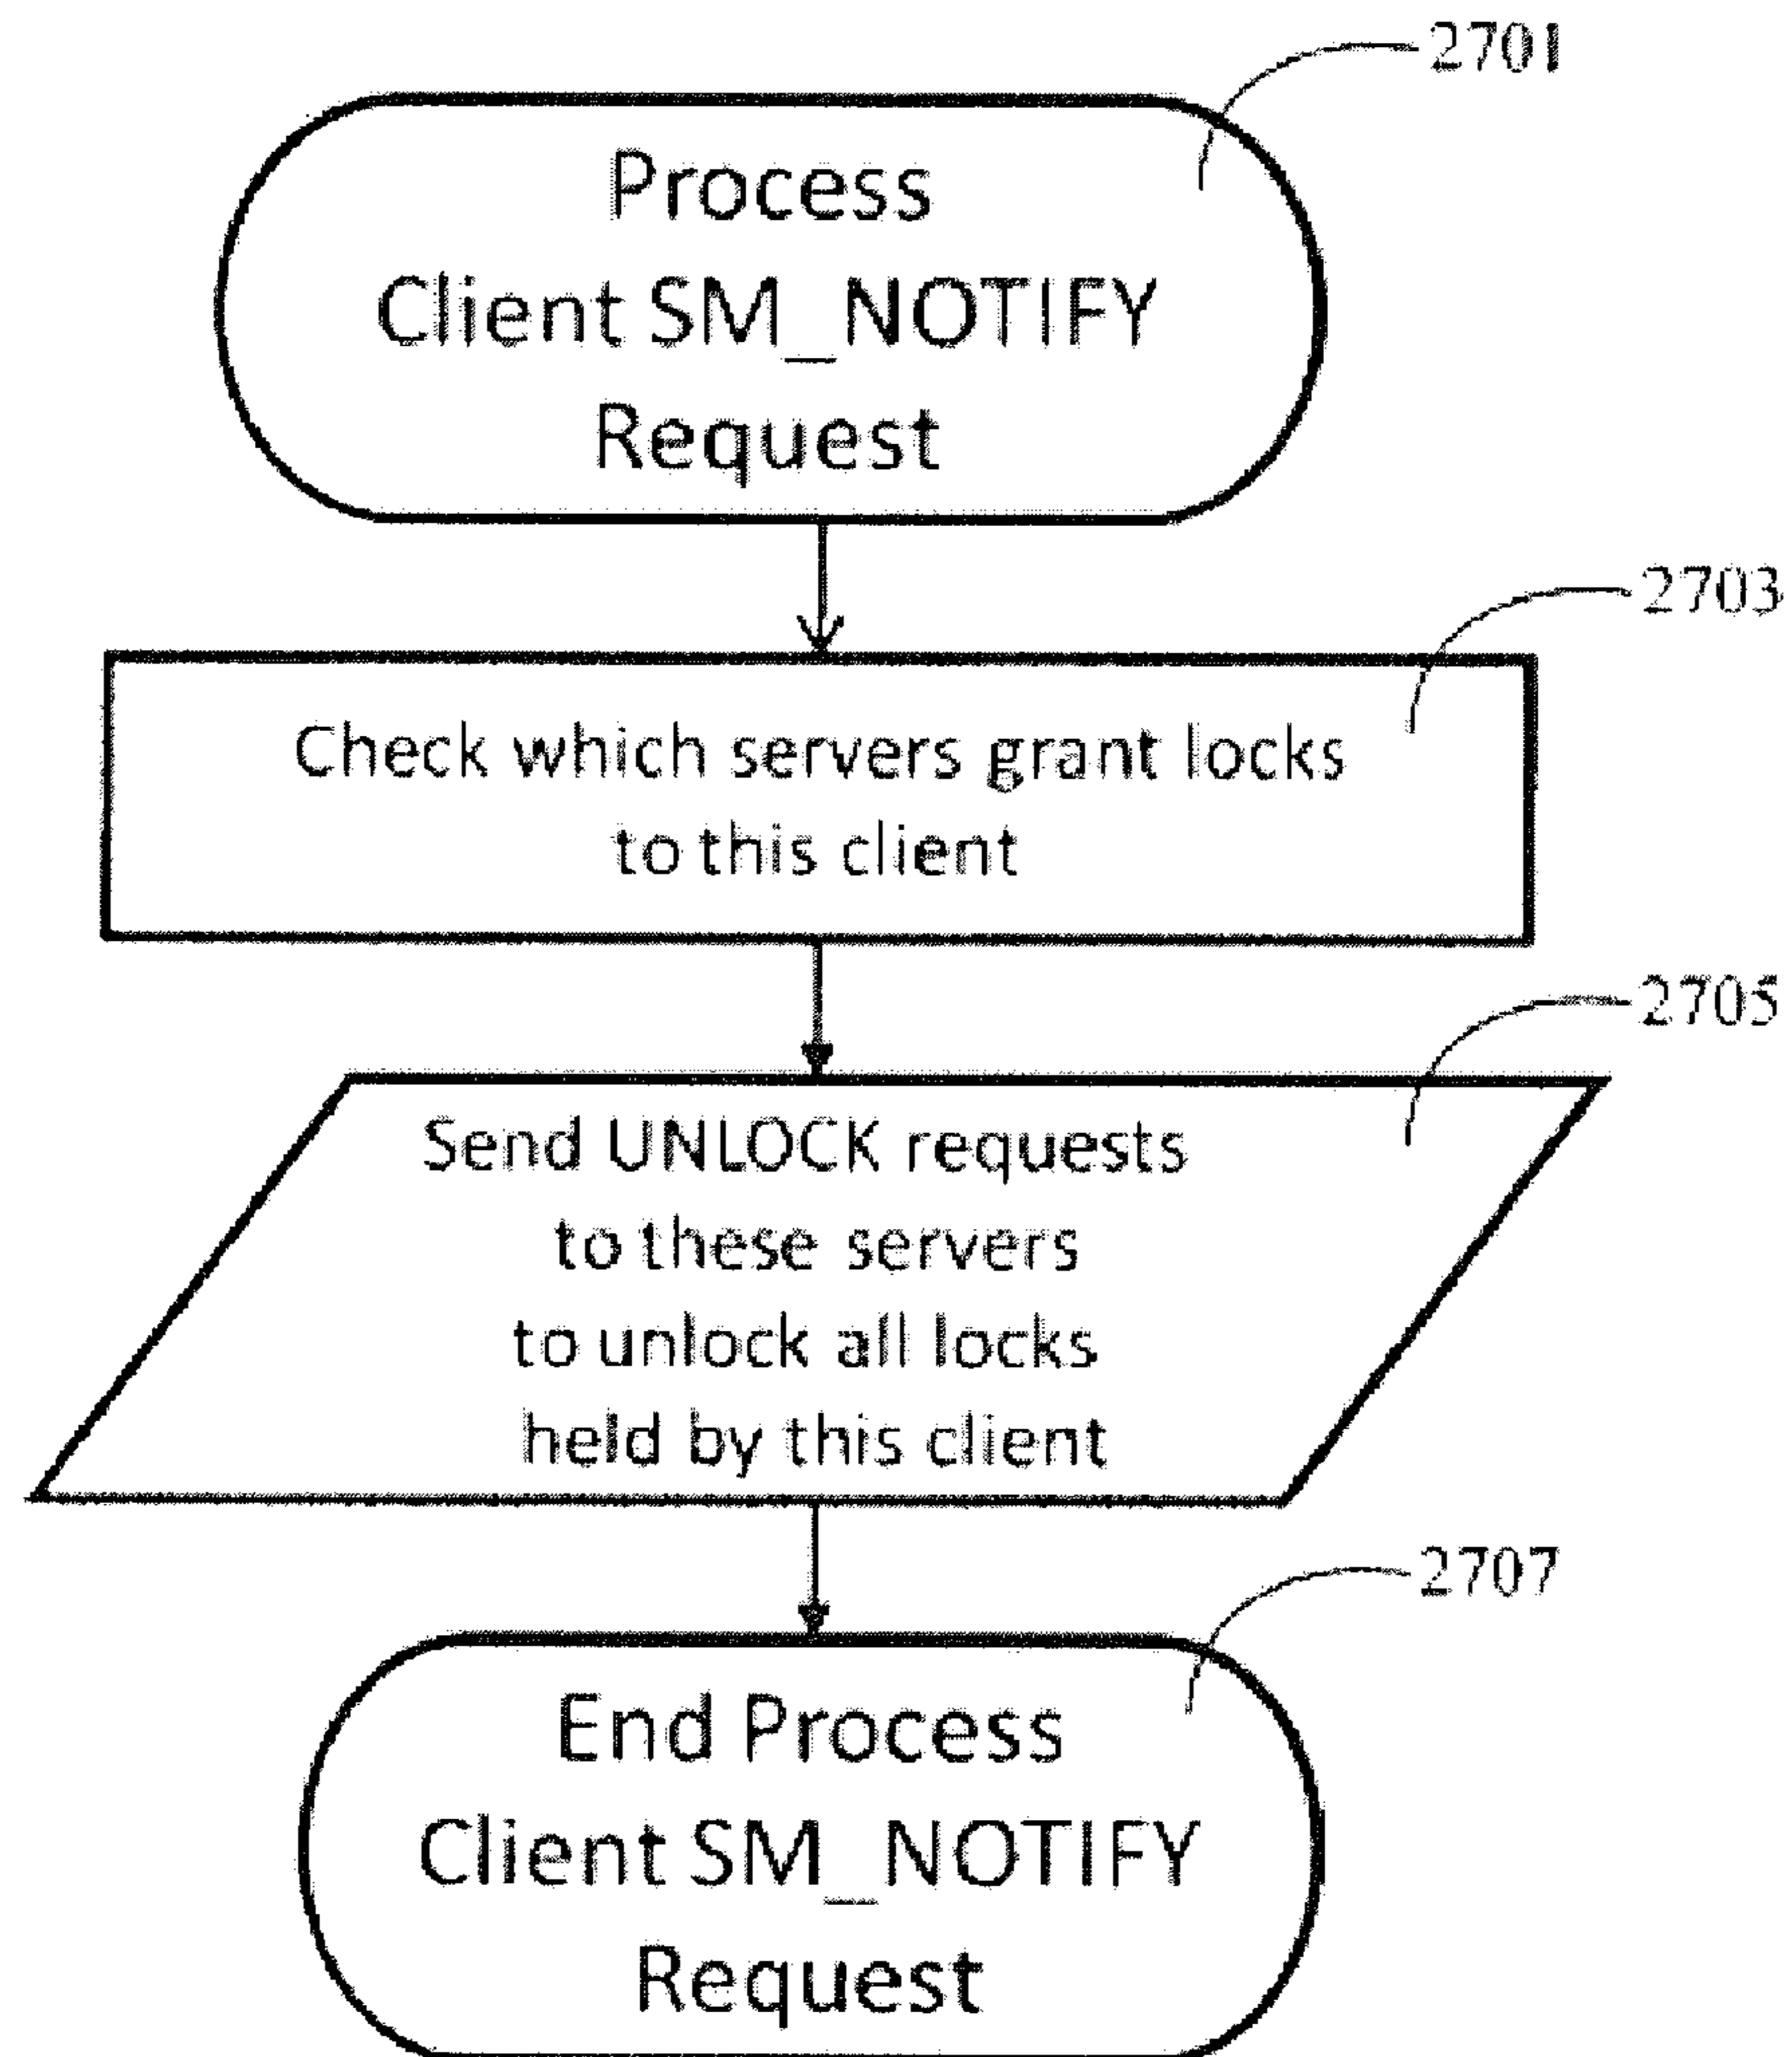 2701
Process
Client SM_NOTIFY
Request
2703
Check which servers grant locks
to this client
2705
Send UNLOCK requests
to these servers
to unlock all locks
held by this client
2707
End Process
Client SM_NOTIFY
Request